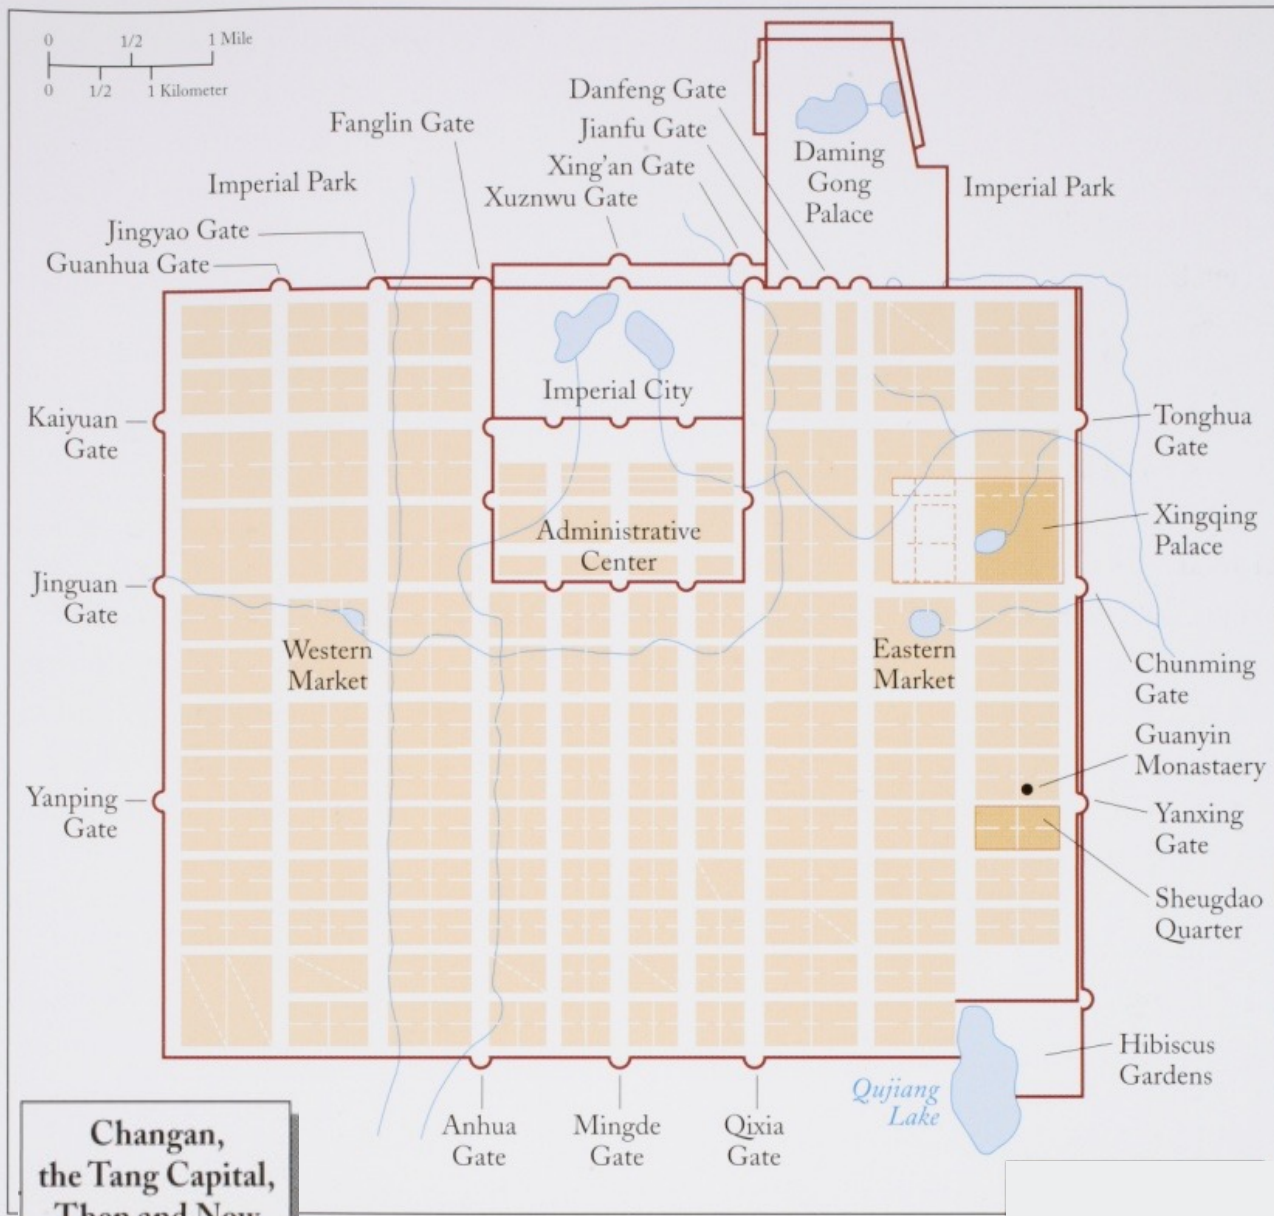 0 1/2 1 Mile
0 1/2 1 Kilometer
Danfeng Gate
Jianfu Gate
Fanglin Gate
Xing'an Gate
Xuznwu Gate
Imperial Park
Jingyao Gate
Guanhua Gate
Daming
Gong
Palace
Imperial Park
Imperial City
Kaiyuan
Gate
Tonghua
Gate
Administrative
Center
Xingqing
Palace
Jinguan
Gate
Western
Market
Eastern
Market
Chunming
Gate
Guanyin
Monastaery
Yanping
Gate
Yanxing
Gate
Sheugdao
Quarter
Hibiscus
Gardens
Qujiang
Lake
Anhua
Gate
Mingde
Gate
Qixia
Gate
Changan,
the Tang Capital,
Then and Now